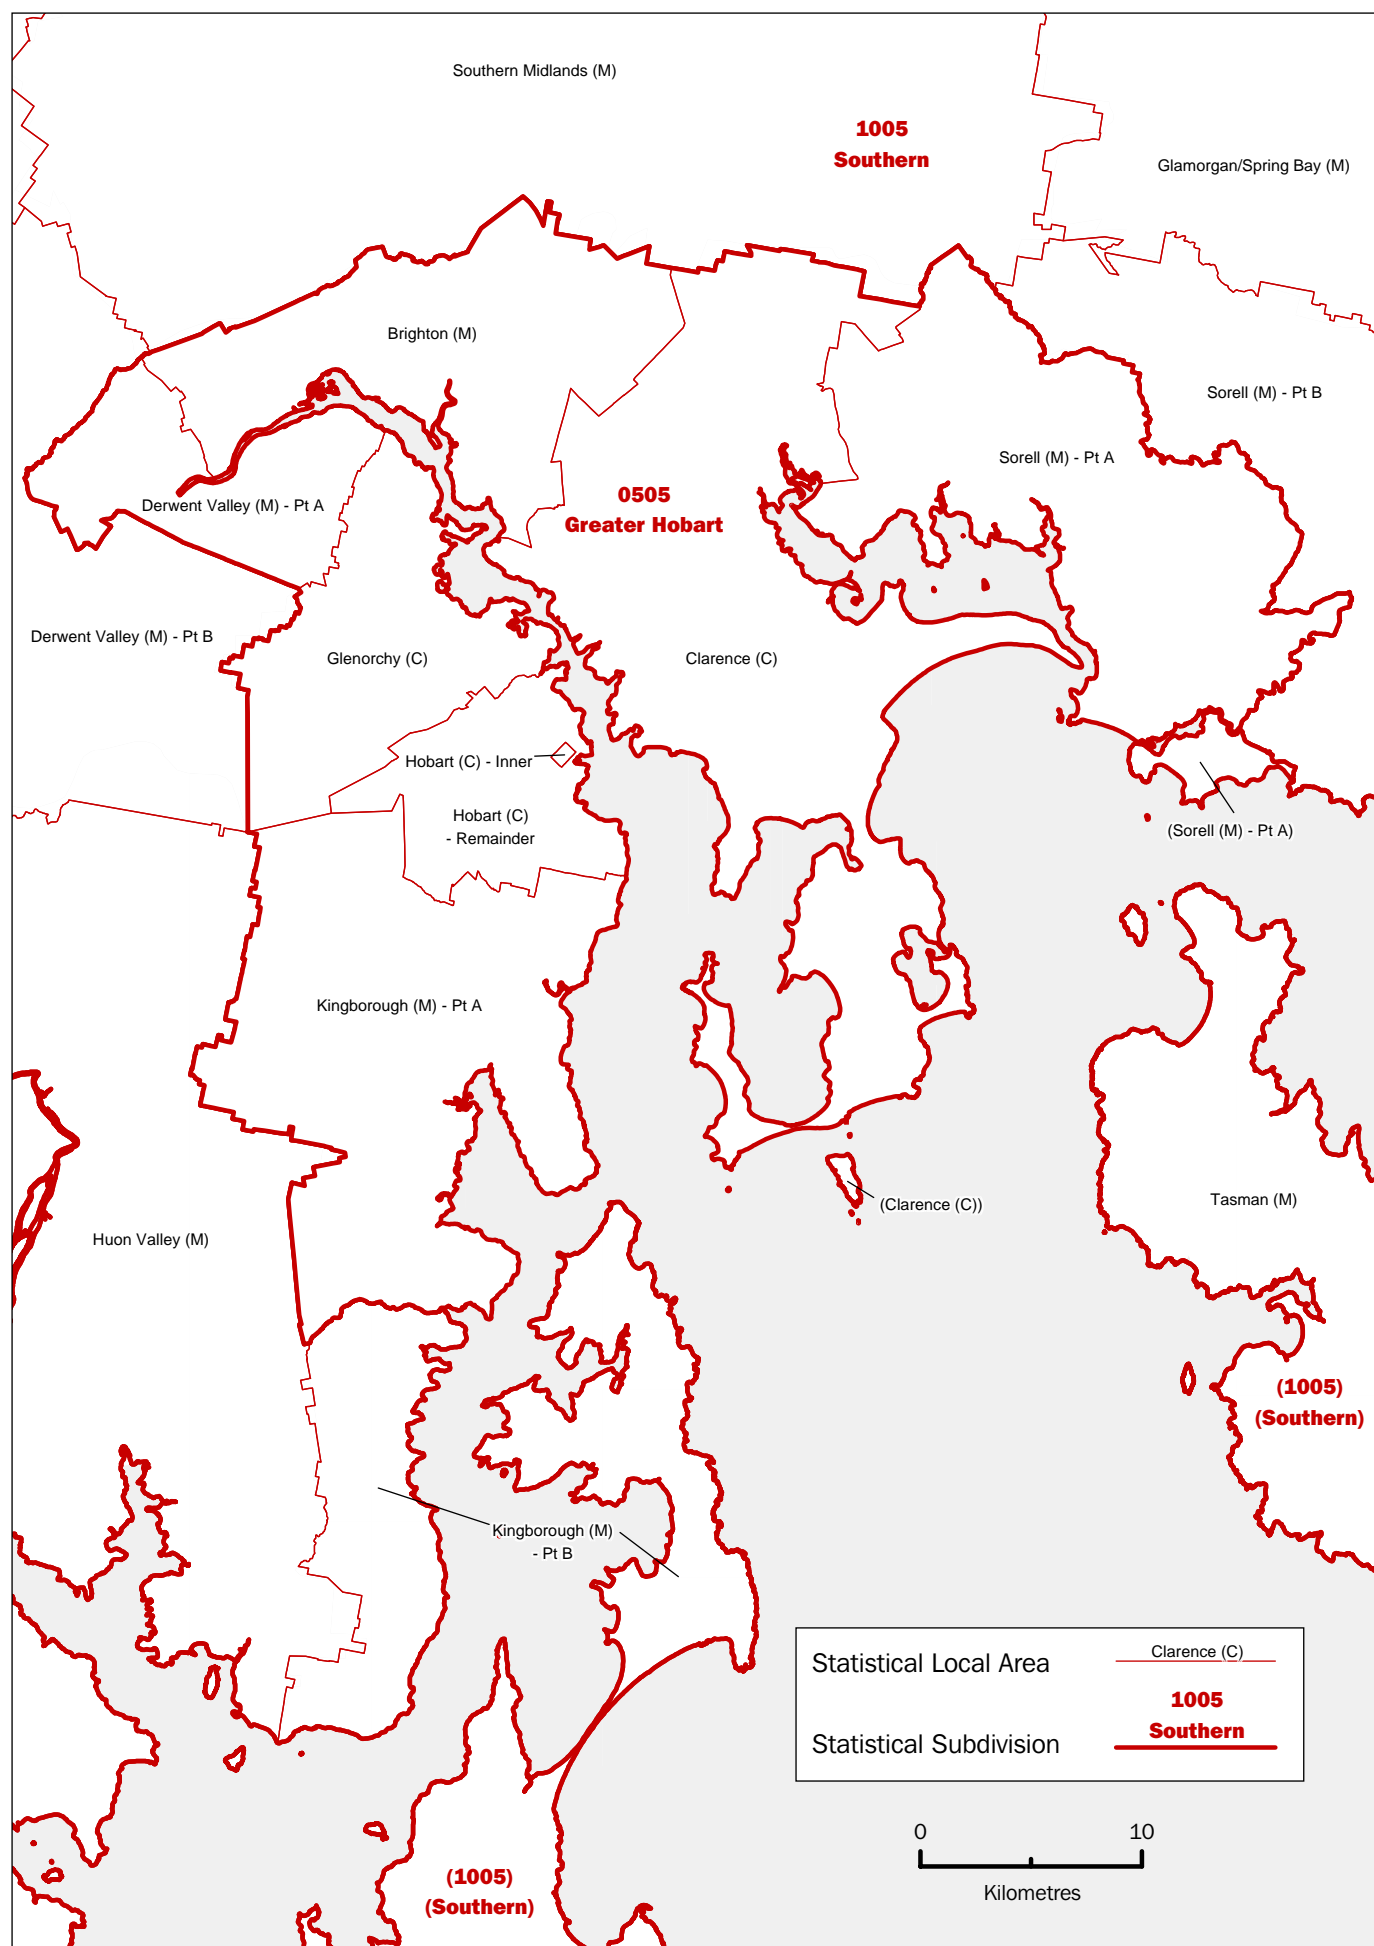 Southern Midlands (M)
1005
Southern
Glamorgan/Spring Bay (M)
Brighton (M)
Sorell (M) - Pt B
Sorell (M) - Pt A
Derwent Valley (M) - Pt A
0505
Greater Hobart
Derwent Valley (M) - Pt B
Glenorchy (C)
Clarence (C)
Hobart (C) - Inner
Hobart (C)
- Remainder
(Sorell (M) - Pt A)
Kingborough (M) - Pt A
(Clarence (C))
Tasman (M)
Huon Valley (M)
(1005)
(Southern)
Kingborough (M)
- Pt B
Statistical Local Area
Clarence (C)
1005
Southern
Statistical Subdivision
0 10
Kilometres
(1005)
(Southern)